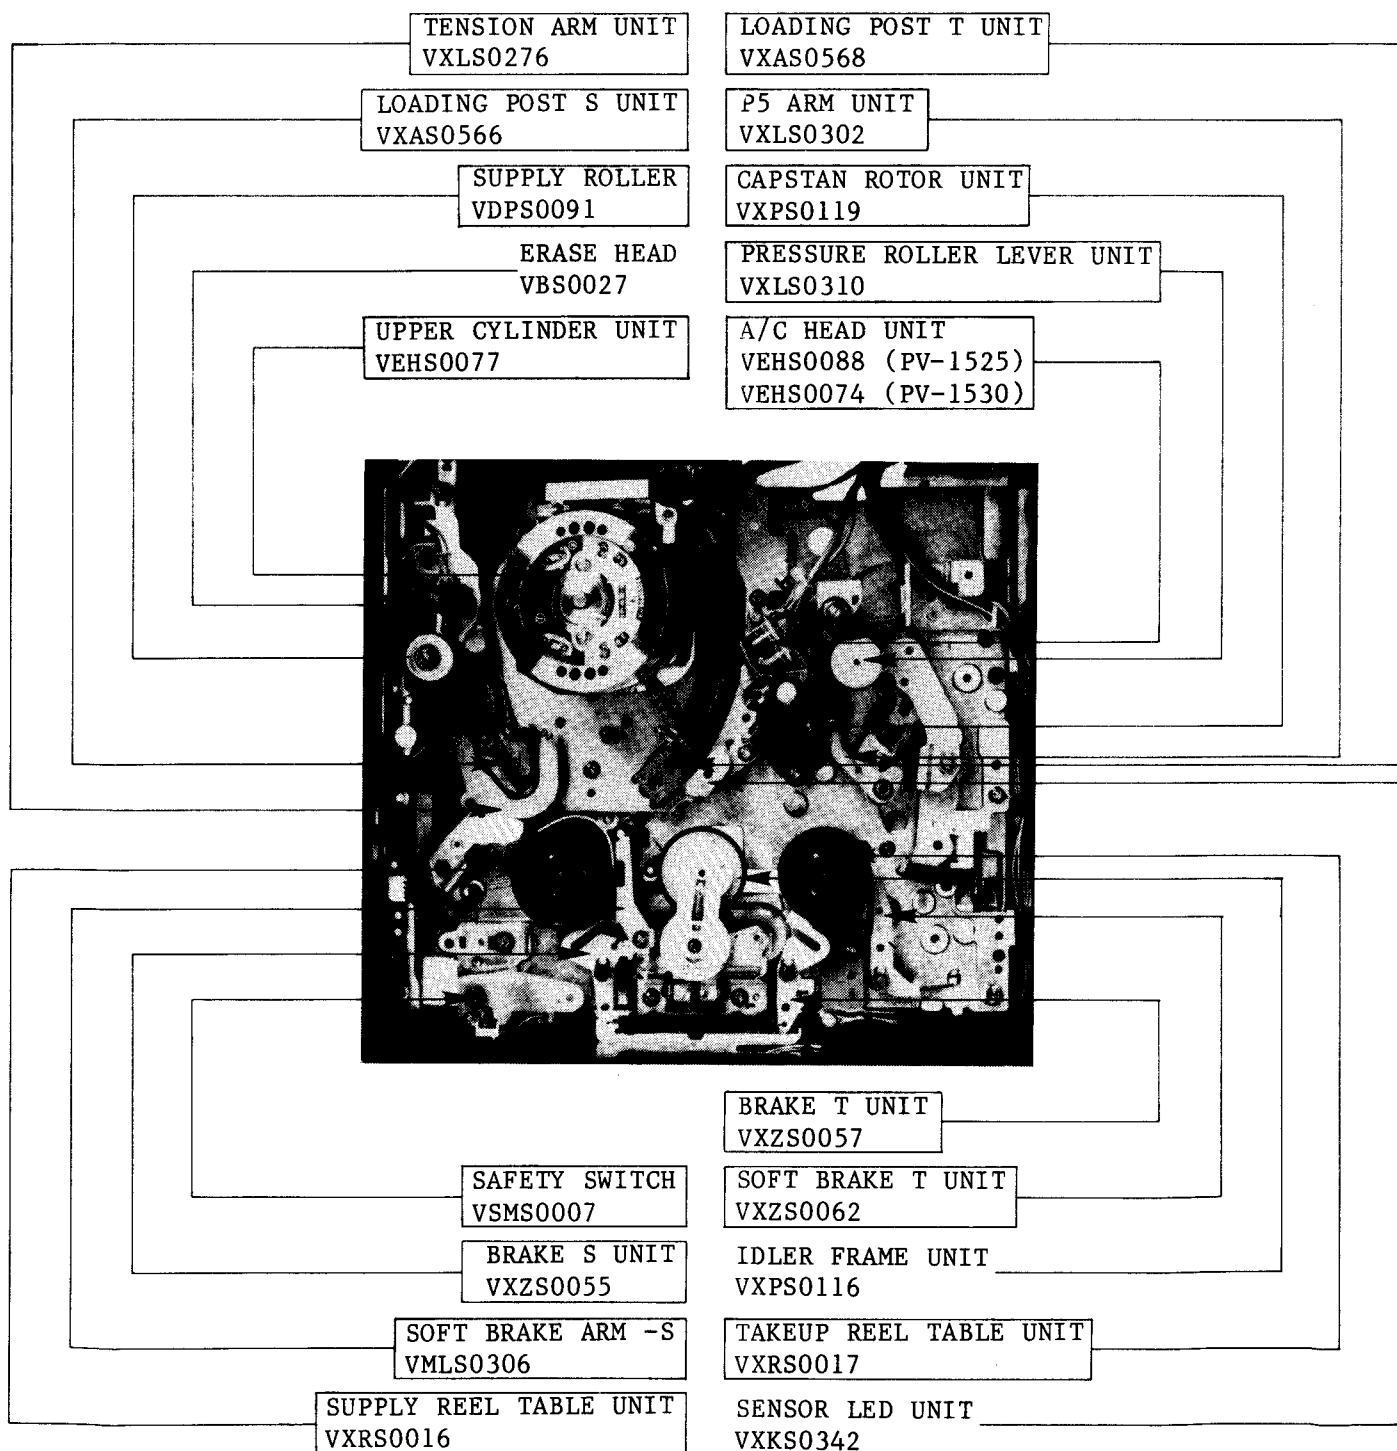 TENSION ARM UNIT
VXLS0276
LOADING POST T UNIT
VXAS0568
LOADING POST S UNIT
VXAS0566
P5 ARM UNIT
VXLS0302
SUPPLY ROLLER
VDPS0091
CAPSTAN ROTOR UNIT
VXPS0119
ERASE HEAD
VBS0027
PRESSURE ROLLER LEVER UNIT
VXLS0310
UPPER CYLINDER UNIT
VEHS0077
A/C HEAD UNIT
VEHS0088 (PV-1525)
VEHS0074 (PV-1530)
BRAKE T UNIT
VXZS0057
SAFETY SWITCH
VSMS0007
SOFT BRAKE T UNIT
VXZS0062
BRAKE S UNIT
VXZS0055
IDLER FRAME UNIT
VXPS0116
SOFT BRAKE ARM -S
VMLS0306
TAKEUP REEL TABLE UNIT
VXRS0017
SUPPLY REEL TABLE UNIT
VXRS0016
SENSOR LED UNIT
VXKS0342